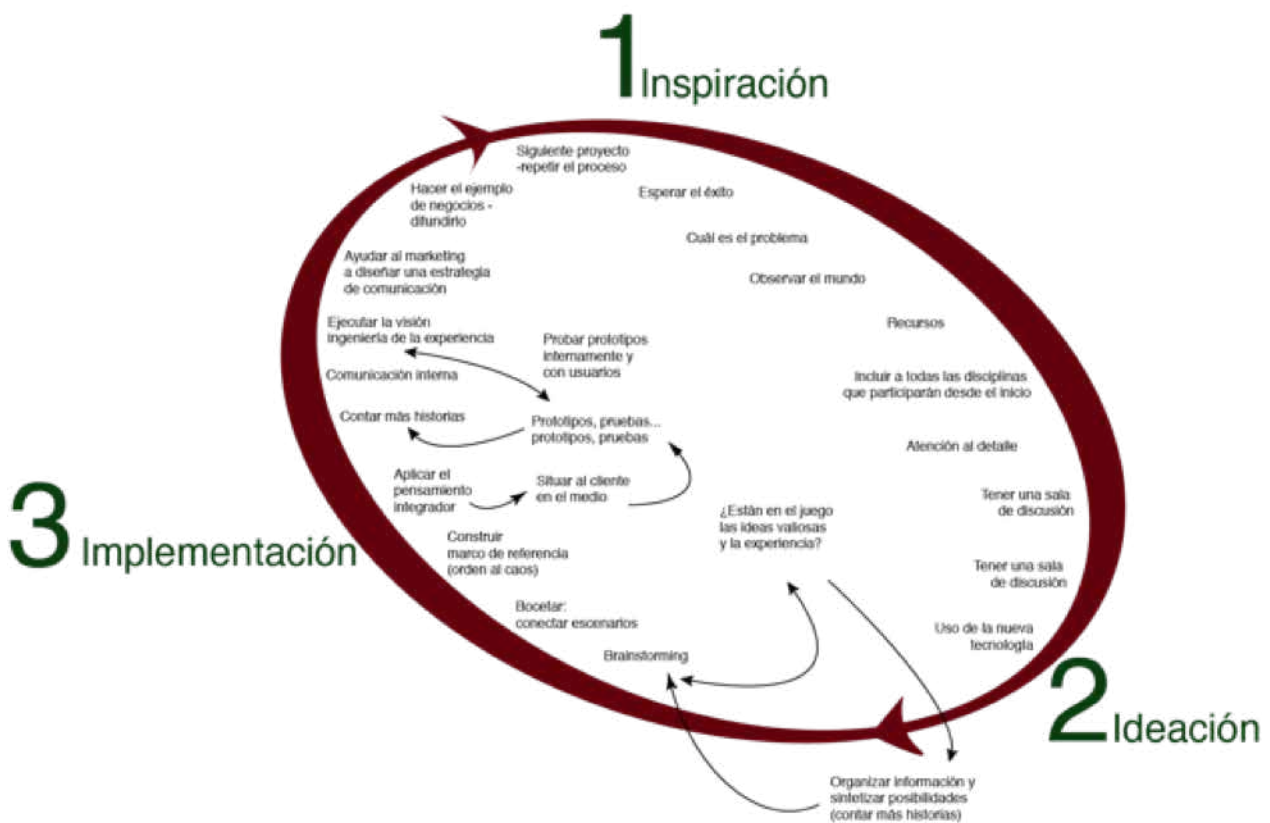 1 Inspiración
Siguiente proyecto
-repetir el proceso
Esperar el éxito
Cuál es el problema
Observar el mundo
Recursos
Incluir a todas las disciplinas
que participarán desde el inicio
Atención al detalle
Tener una sala
de discusión
Tener una sala
de discusión
Uso de la nueva
tecnología
2 Ideación
¿Están en el juego
las ideas valiosas
y la experiencia?
Organizar información y
sintetizar posibilidades
(contar más historias)
Brainstorming
Bocetar:
conectar escenarios
Construir
marco de referencia
(orden al caos)
3 Implementación
Aplicar el
pensamiento
integrador
Situar al cliente
en el medio
Prototipos, pruebas...
prototipos, pruebas
Probar prototipos
internamente y
con usuarios
Contar más historias
Comunicación interna
Ejecutar la visión
ingeniería de la experiencia
Ayudar al marketing
a diseñar una estrategia
de comunicación
Hacer el ejemplo
de negocios -
difundirlo